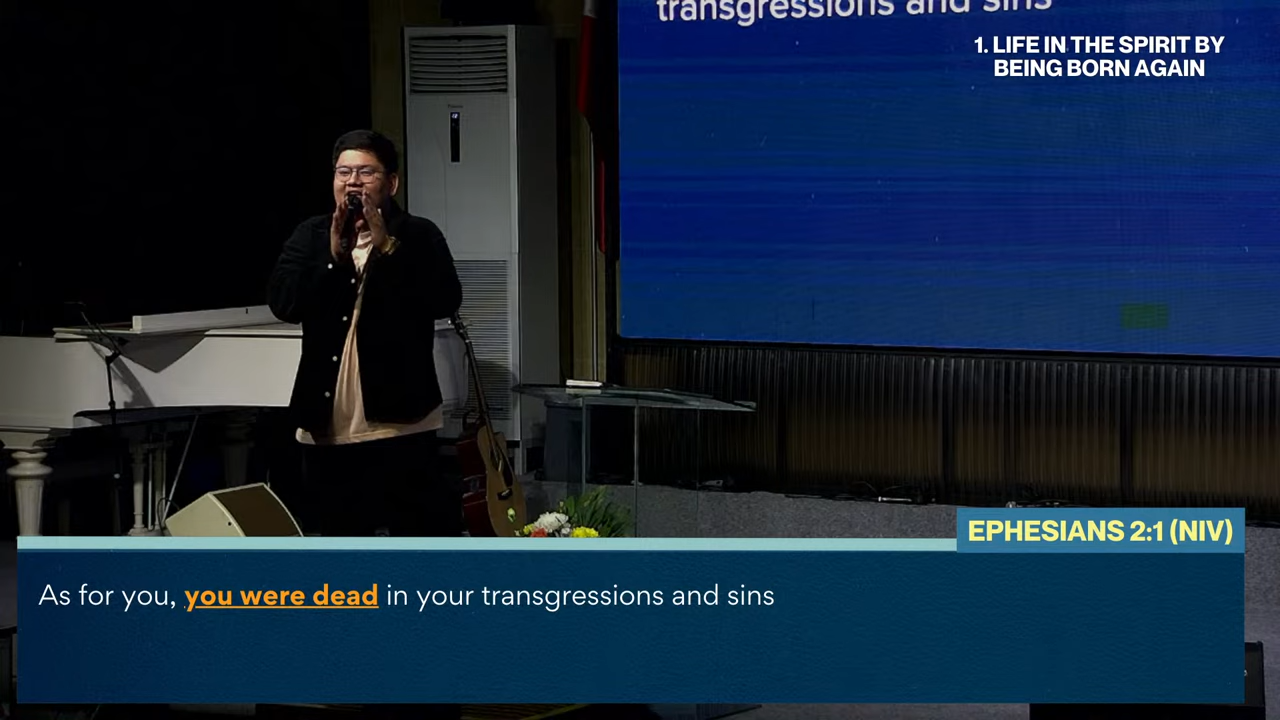 transgressions and sins
1. LIFE IN THE SPIRIT BY
BEING BORN AGAIN
EPHESIANS 2:1 (NIV)
As for you, you were dead in your transgressions and sins